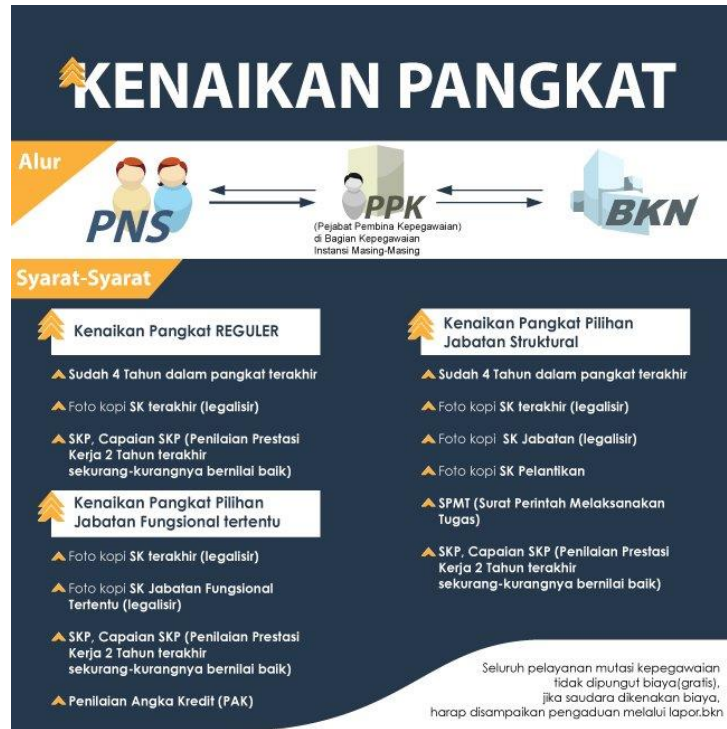 KENAIKAN PANGKAT
Alur
PNS
PPK
(Pejabat Pembina Kepegawaian)
di Bagian Kepegawaian
Instansi Masing-Masing
BKN
Syarat-Syarat
Kenaikan Pangkat REGULER
Sudah 4 Tahun dalam pangkat terakhir
Foto kopi SK terakhir (legalisir)
SKP, Capaian SKP (Penilaian Prestasi
Kerja 2 Tahun terakhir
sekurang-kurangnya bernilai baik)
Kenaikan Pangkat Pilihan
Jabatan Fungsional tertentu
Foto kopi SK terakhir (legalisir)
Foto kopi SK Jabatan Fungsional
Tertentu (legalisir)
SKP, Capaian SKP (Penilaian Prestasi
Kerja 2 Tahun terakhir
sekurang-kurangnya bernilai baik)
Penilaian Angka Kredit (PAK)
Kenaikan Pangkat Pilihan
Jabatan Struktural
Sudah 4 Tahun dalam pangkat terakhir
Foto kopi SK terakhir (legalisir)
Foto kopi SK Jabatan (legalisir)
Foto kopi SK Pelantikan
SPMT (Surat Perintah Melaksanakan
Tugas)
SKP, Capaian SKP (Penilaian Prestasi
Kerja 2 Tahun terakhir
sekurang-kurangnya bernilai baik)
Seluruh pelayanan mutasi kepegawaian
tidak dipungut biaya(gratis),
jika saudara dikenakan biaya,
harap disampaikan pengaduan melalui lapor.bkn